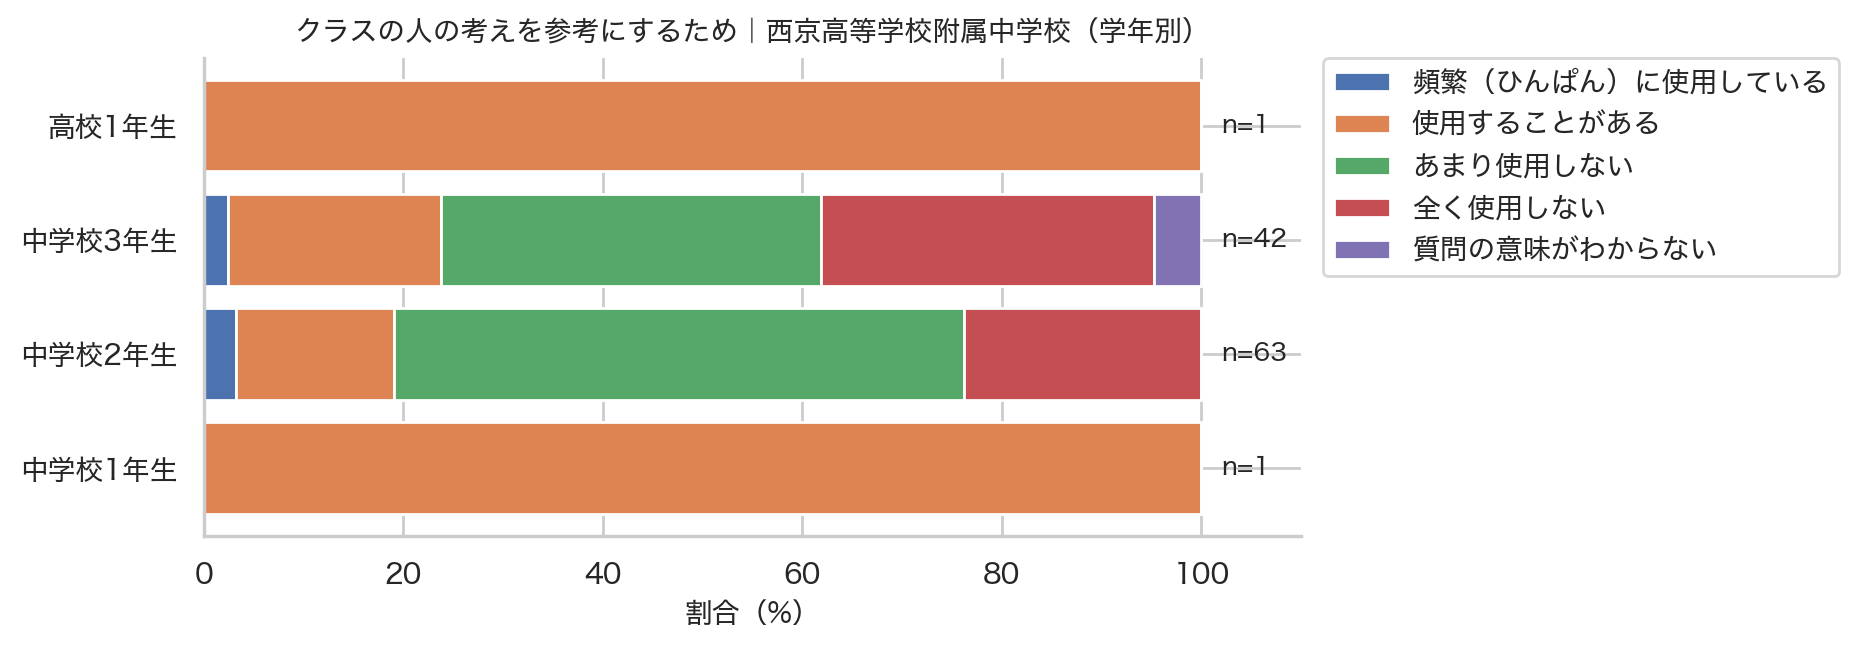 クラスの人の考えを参考にするため｜西京高等学校附属中学校（学年別）
高校1年生
n=1
中学校3年生
n=42
中学校2年生
n=63
中学校1年生
n=1
0 20 40 60 80 100
割合（%）
頻繁（ひんぱん）に使用している
使用することがある
あまり使用しない
全く使用しない
質問の意味がわからない